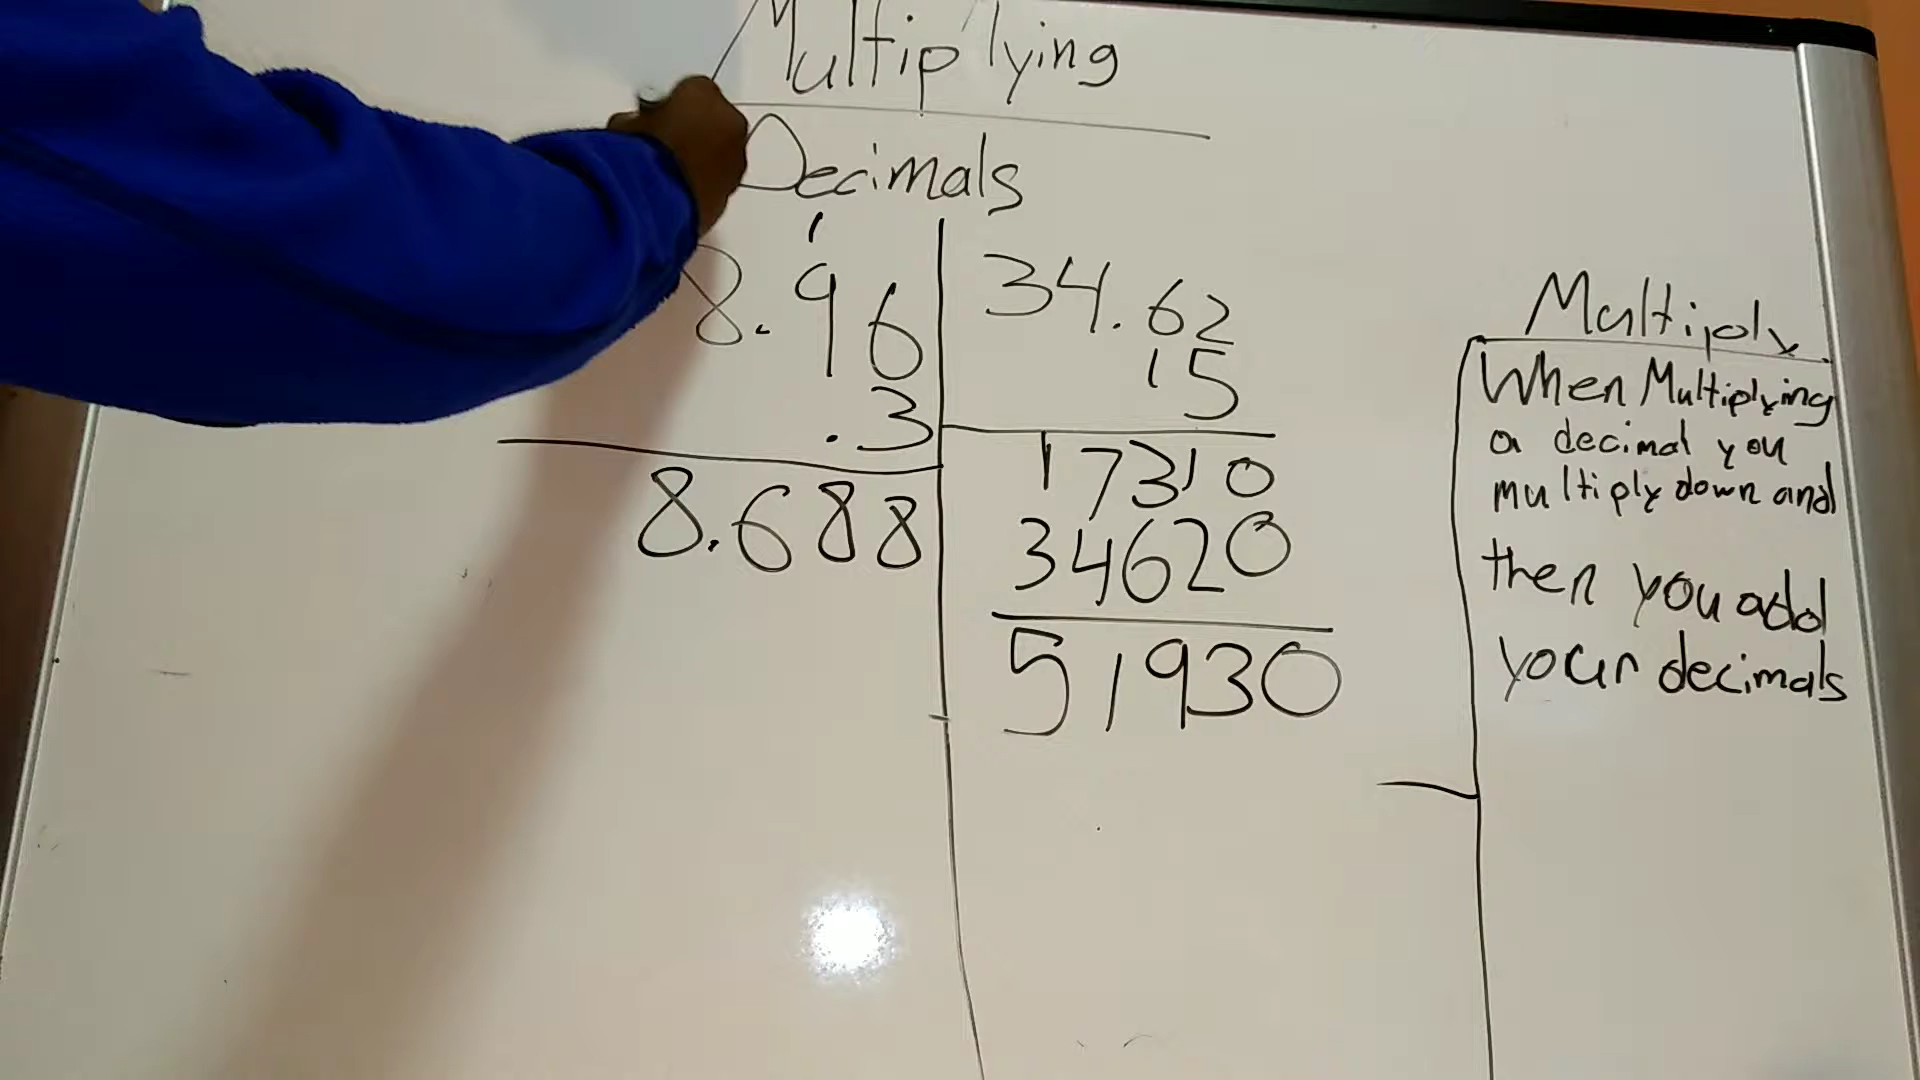 Multiplying
Decimals
1
8.96
.3
8.688
34.62
15
17310
34620
51930
Multiply
When Multiplying
a decimal you
multiply down and
then you add
your decimals